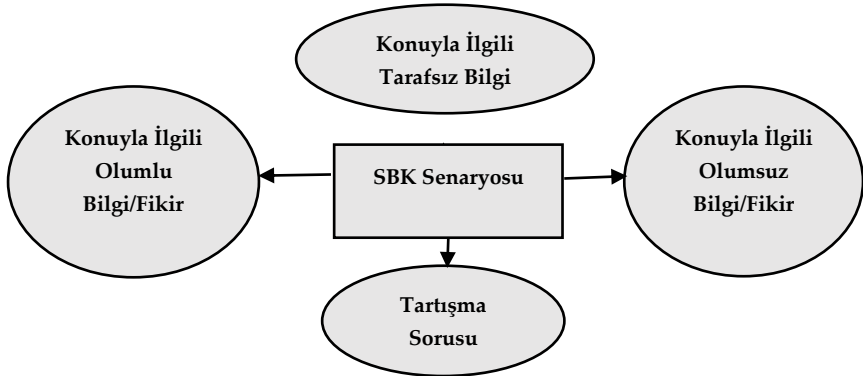 Konuyla İlgili
Tarafsız Bilgi
Konuyla İlgili
Olumlu
Bilgi/Fikir
SBK Senaryosu
Konuyla İlgili
Olumsuz
Bilgi/Fikir
Tartışma
Sorusu